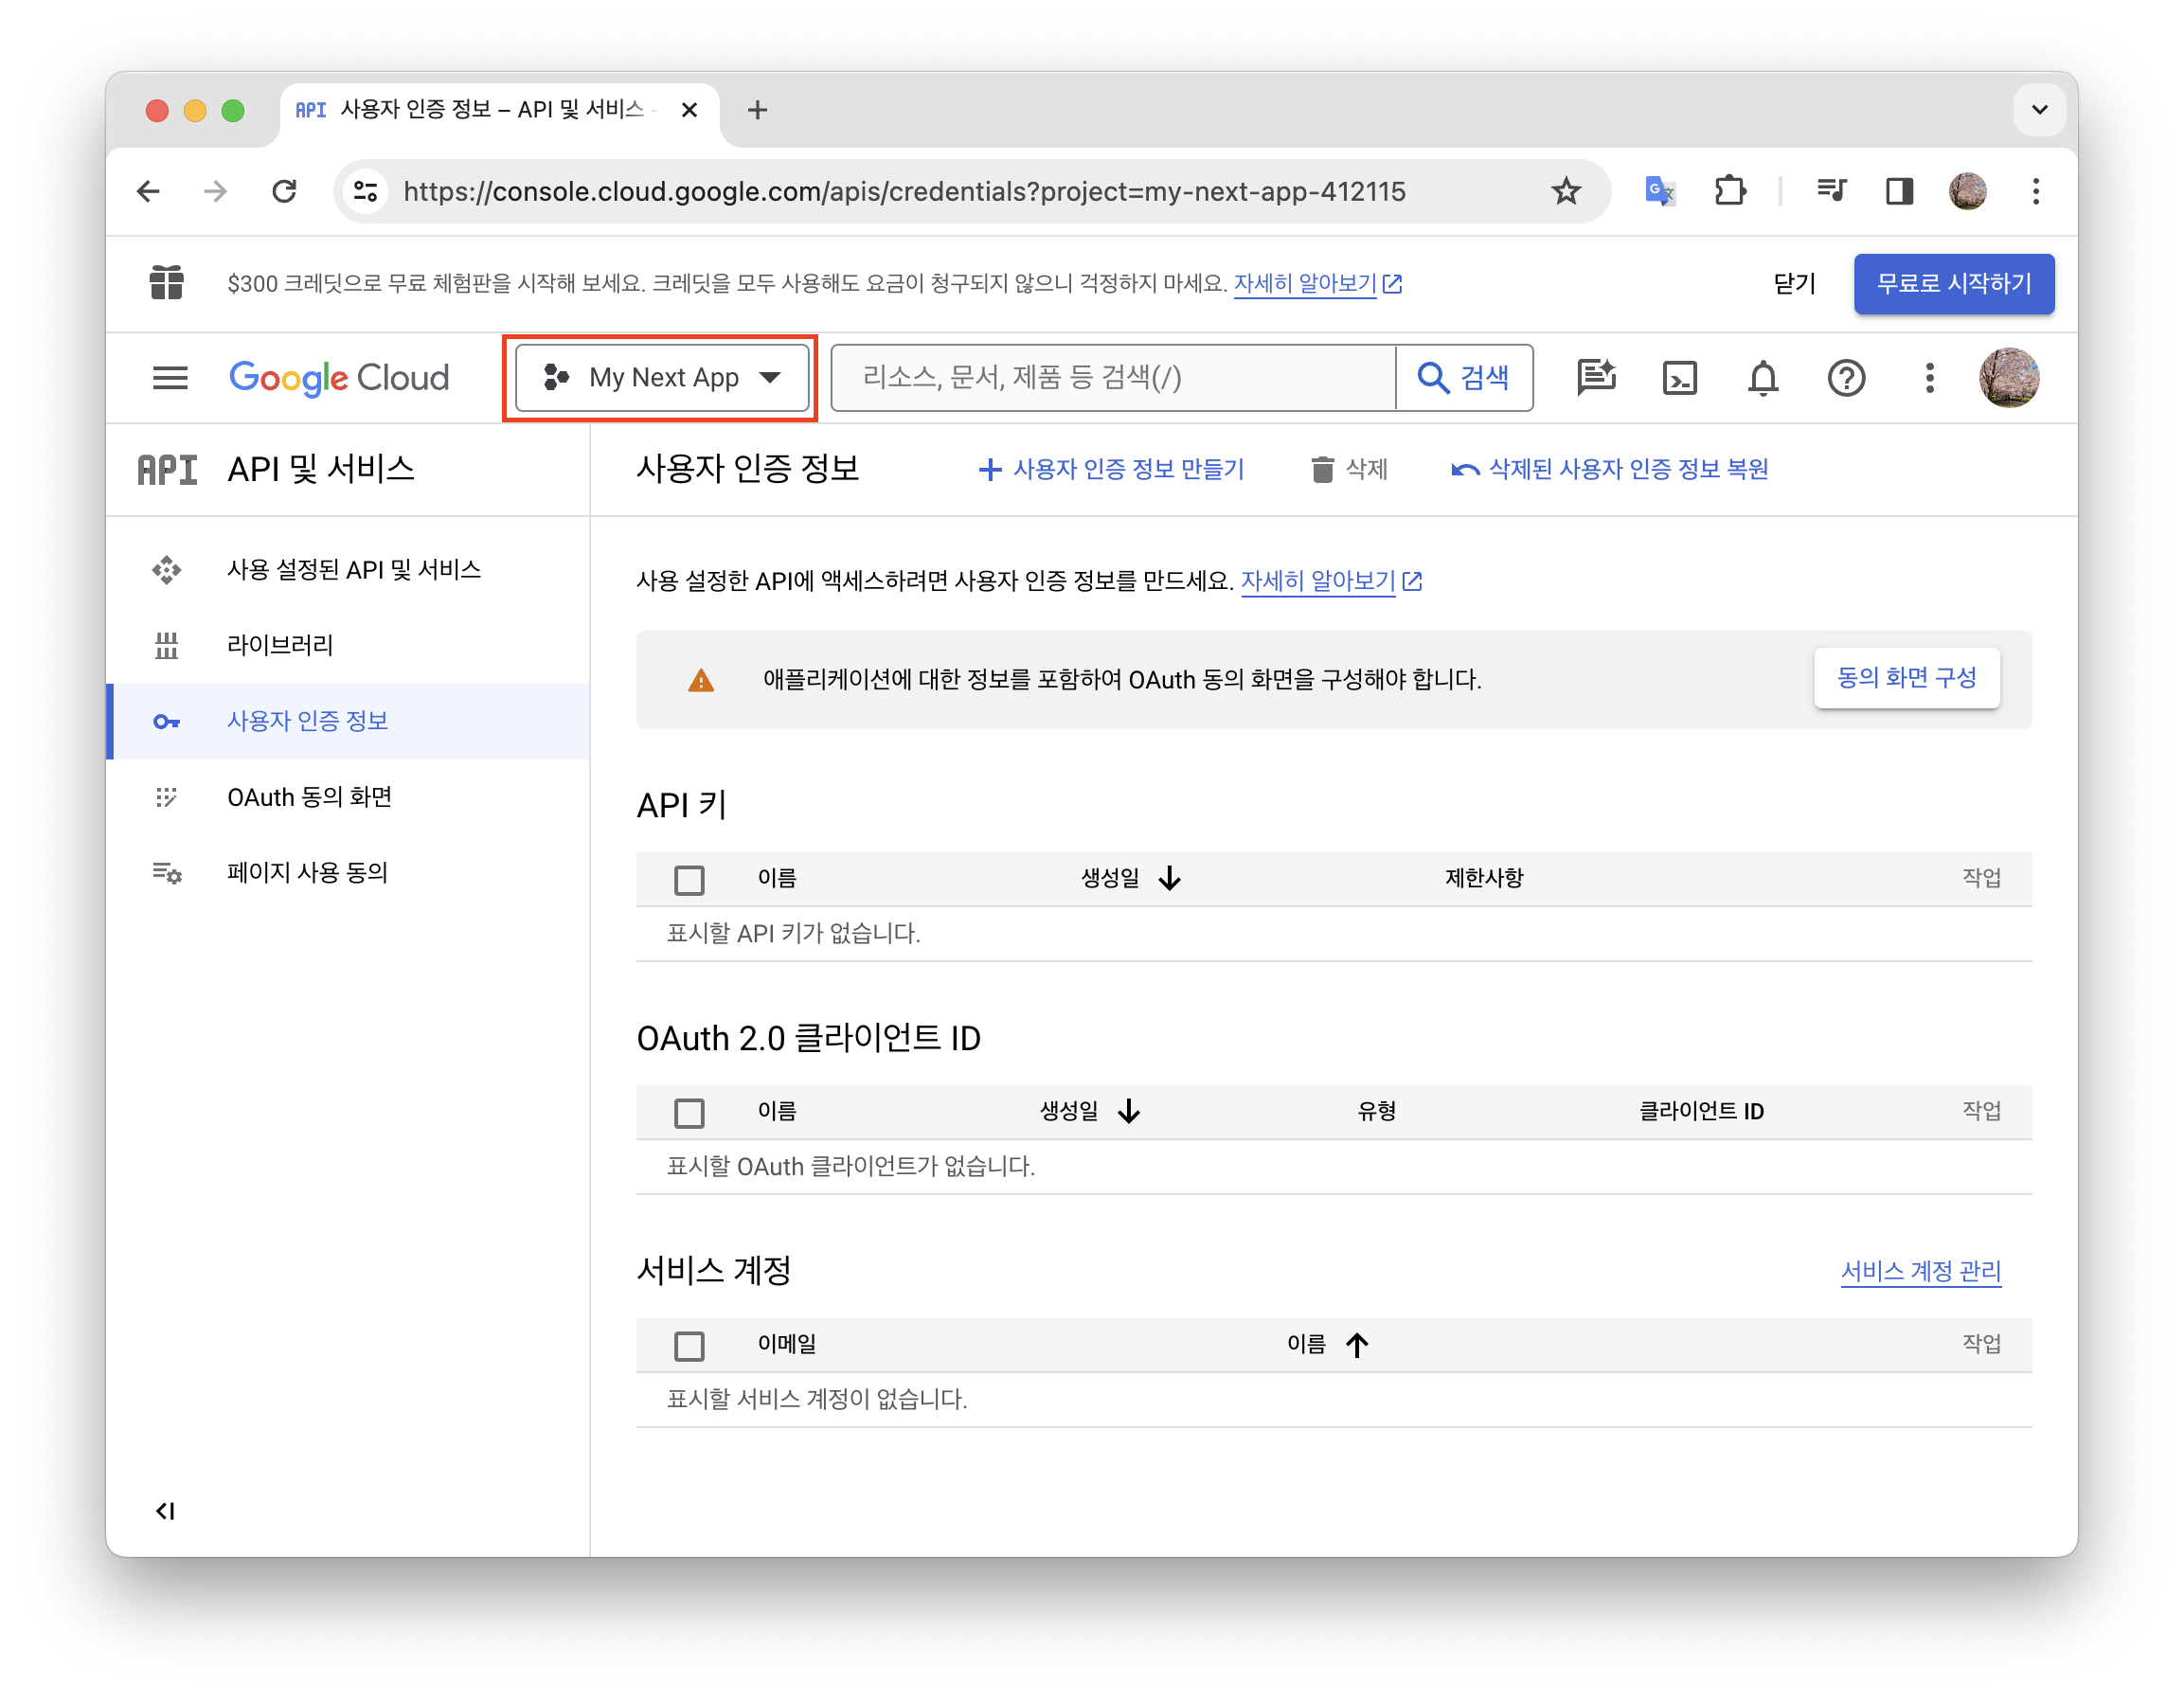 API 사용자 인증 정보 – API 및 서비스 -
https://console.cloud.google.com/apis/credentials?project=my-next-app-412115
$300 크레딧으로 무료 체험판을 시작해 보세요. 크레딧을 모두 사용해도 요금이 청구되지 않으니 걱정하지 마세요. 자세히 알아보기 닫기 무료로 시작하기
Google Cloud My Next App 리소스, 문서, 제품 등 검색(/) 검색
API API 및 서비스
사용자 인증 정보 + 사용자 인증 정보 만들기 삭제 삭제된 사용자 인증 정보 복원
사용 설정된 API 및 서비스
라이브러리
사용자 인증 정보
OAuth 동의 화면
페이지 사용 동의
사용 설정한 API에 액세스하려면 사용자 인증 정보를 만드세요. 자세히 알아보기
애플리케이션에 대한 정보를 포함하여 OAuth 동의 화면을 구성해야 합니다. 동의 화면 구성
API 키
이름 생성일 제한사항 작업
표시할 API 키가 없습니다.
OAuth 2.0 클라이언트 ID
이름 생성일 유형 클라이언트 ID 작업
표시할 OAuth 클라이언트가 없습니다.
서비스 계정 서비스 계정 관리
이메일 이름 작업
표시할 서비스 계정이 없습니다.